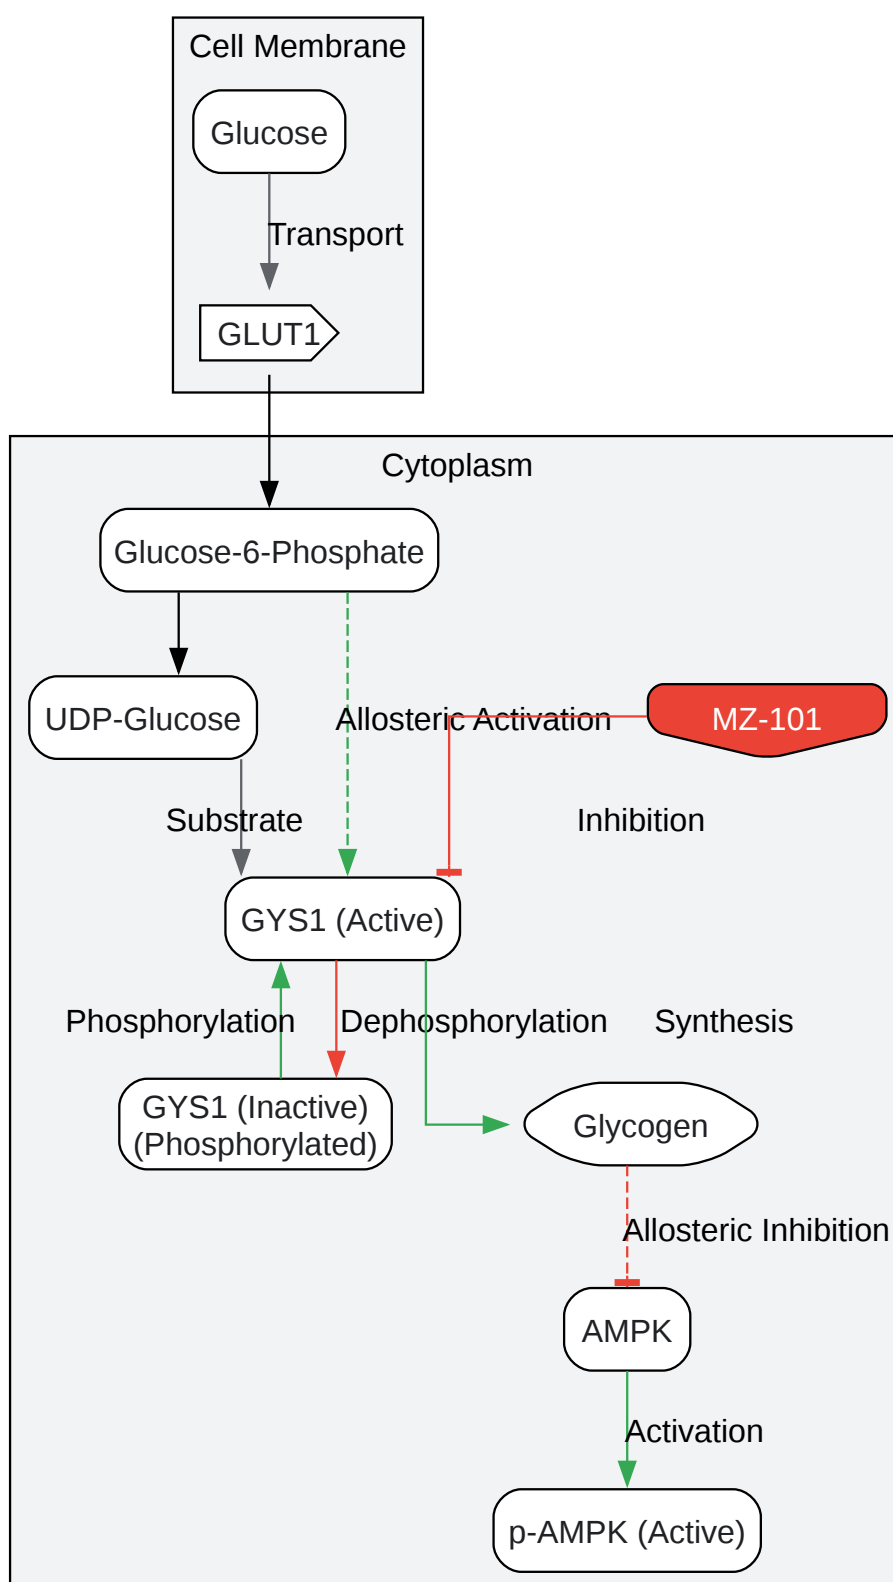 Cell Membrane
Glucose
Transport
GLUT1
Cytoplasm
Glucose-6-Phosphate
UDP-Glucose
Allosteric Activation
MZ-101
Substrate
Inhibition
GYS1 (Active)
Phosphorylation
Dephosphorylation
Synthesis
GYS1 (Inactive)
(Phosphorylated)
Glycogen
Allosteric Inhibition
AMPK
Activation
p-AMPK (Active)